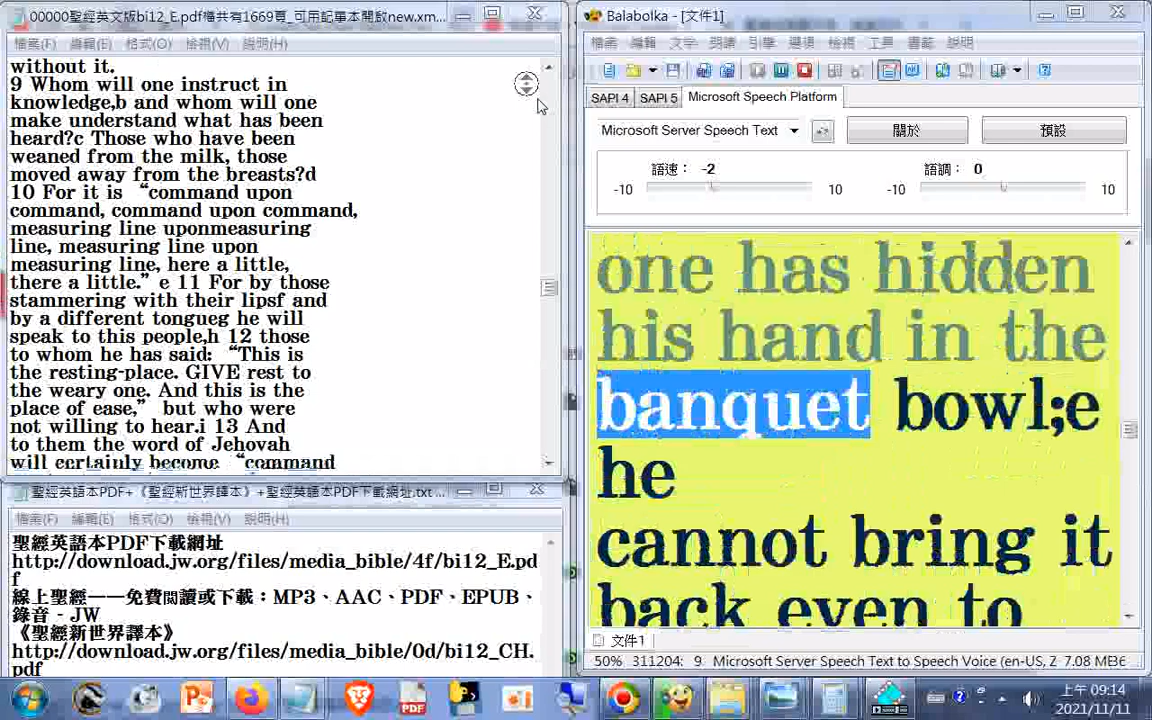 00000聖經英文版bi12_E.pdf檔共有1669頁_可用記事本開啟new.xm...
檔案(F) 編輯(E) 格式(O) 檢視(V) 說明(H)
without it.
9 Whom will one instruct in
knowledge,b and whom will one
make understand what has been
heard?c Those who have been
weaned from the milk, those
moved away from the breasts?d
10 For it is “command upon
command, command upon command,
measuring line uponmeasuring
line, measuring line upon
measuring line, here a little,
there a little.” e 11 For by those
stammering with their lipsf and
by a different tongueg he will
speak to this people,h 12 those
to whom he has said: “This is
the resting-place. GIVE rest to
the weary one. And this is the
place of ease,” but who were
not willing to hear.i 13 And
to them the word of Jehovah
will certainly become “command
聖經英語本PDF+《聖經新世界譯本》+聖經英語本PDF下載網址.txt ...
檔案(F) 編輯(E) 格式(O) 檢視(V) 說明(H)
聖經英語本PDF下載網址
http://download.jw.org/files/media_bible/4f/bi12_E.pd
f
線上聖經——免費閱讀或下載：MP3、AAC、PDF、EPUB、
錄音 - JW
《聖經新世界譯本》
http://download.jw.org/files/media_bible/0d/bi12_CH.
pdf
Balabolka - [文件1]
檔案 編輯 文字 朗讀 引擎 選項 檢視 工具 書籤 說明
SAPI 4 SAPI 5 Microsoft Speech Platform
Microsoft Server Speech Text 關於 預設
語速： -2 語調： 0
-10 10 -10 10
one has hidden
his hand in the
banquet bowl;e
he
cannot bring it
back even to
文件1
50% 311204: 9 Microsoft Server Speech Text to Speech Voice (en-US, Z 7.08 MB
PDF
上午 09:14
2021/11/11